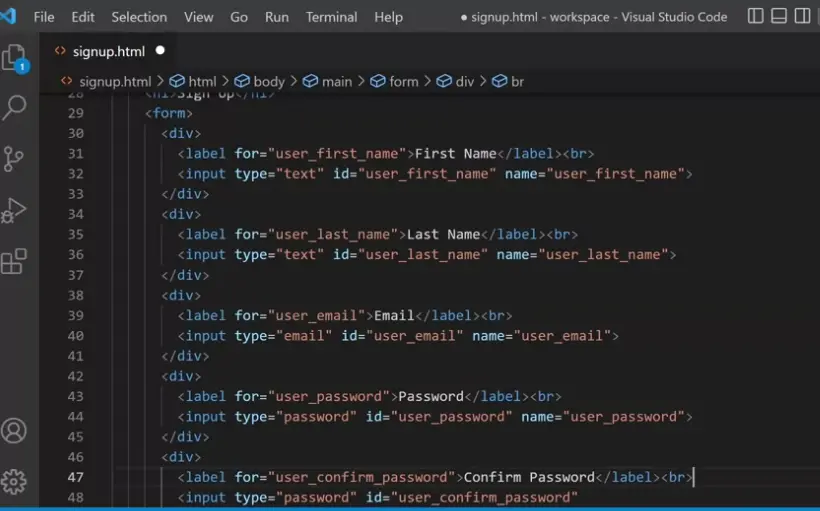 File Edit Selection View Go Run Terminal Help ● signup.html - workspace - Visual Studio Code
<> signup.html ●
1
<> signup.html > html > body > main > form > div > br
28 <h1>Sign Up</h1>
29 <form>
30 <div>
31 <label for="user_first_name">First Name</label><br>
32 <input type="text" id="user_first_name" name="user_first_name">
33 </div>
34 <div>
35 <label for="user_last_name">Last Name</label><br>
36 <input type="text" id="user_last_name" name="user_last_name">
37 </div>
38 <div>
39 <label for="user_email">Email</label><br>
40 <input type="email" id="user_email" name="user_email">
41 </div>
42 <div>
43 <label for="user_password">Password</label><br>
44 <input type="password" id="user_password" name="user_password">
45 </div>
46 <div>
47 <label for="user_confirm_password">Confirm Password</label><br>
48 <input type="password" id="user_confirm_password"